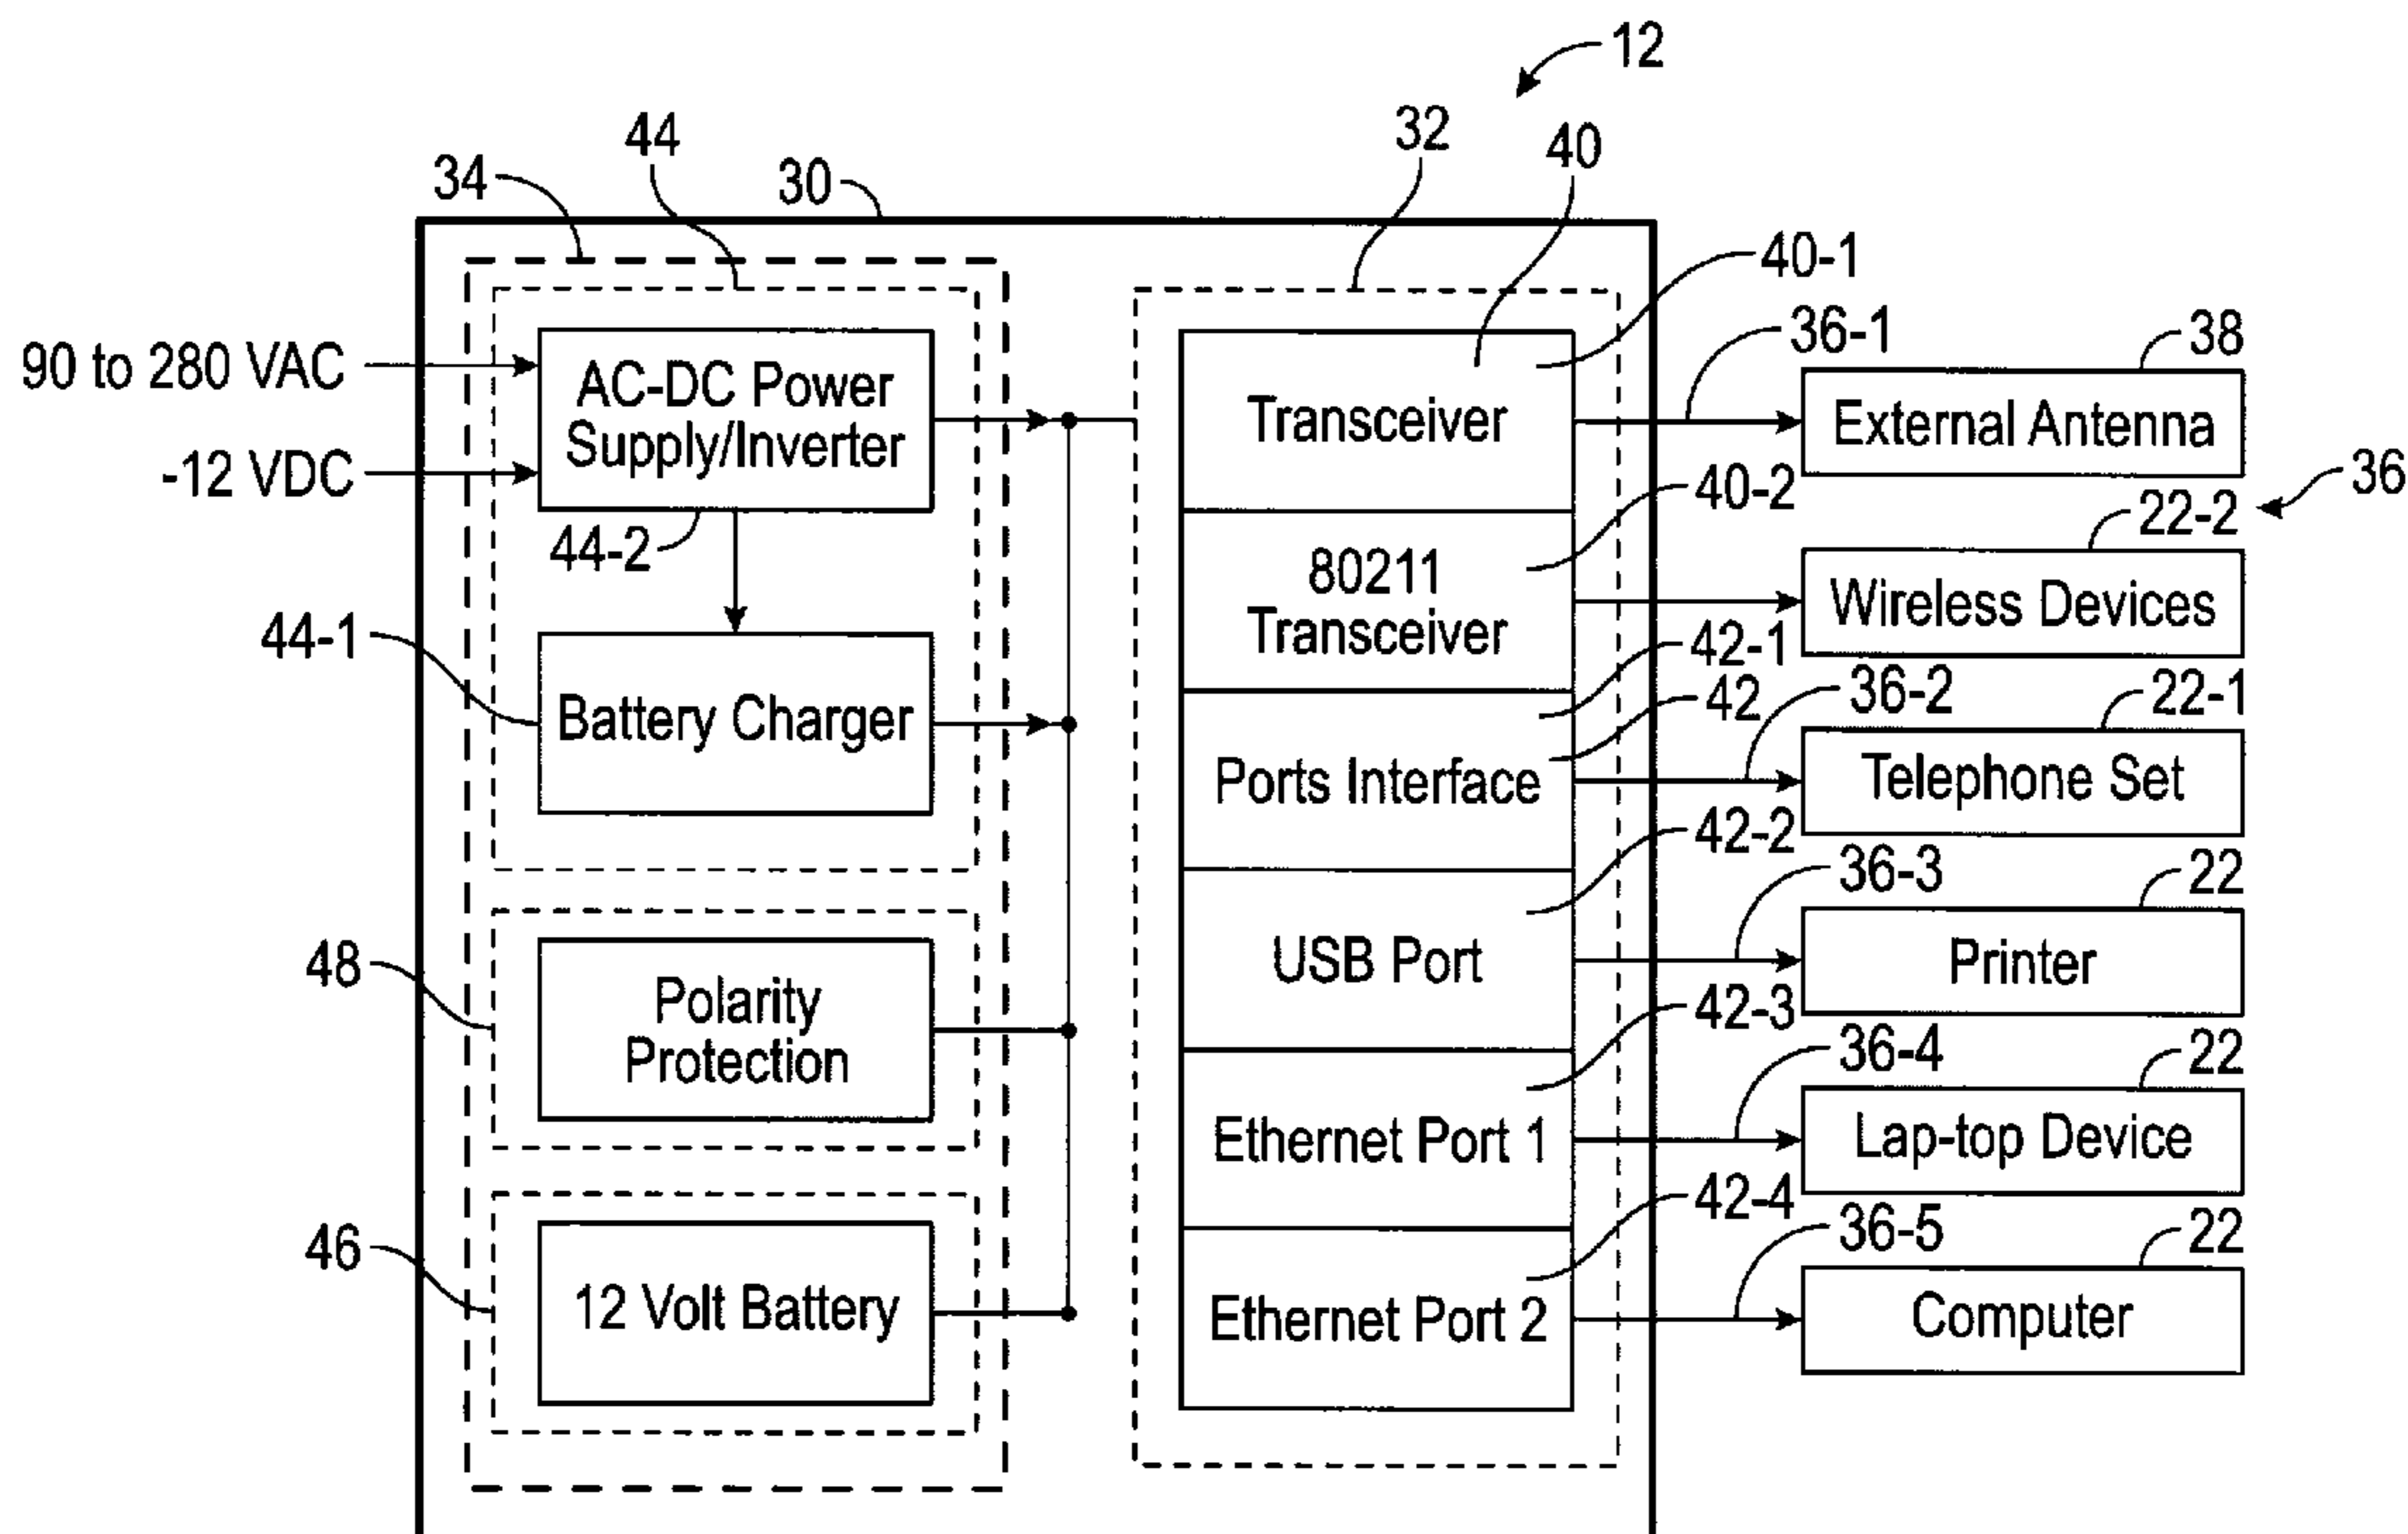 12
32
40
44
34
30
40-1
36-1
38
90 to 280 VAC
AC-DC Power
Supply/Inverter
Transceiver
External Antenna
-12 VDC
40-2
36
22-2
44-2
80211
Transceiver
Wireless Devices
44-1
42-1
36-2
42
22-1
Battery Charger
Ports Interface
Telephone Set
42-2
36-3
22
48
Polarity
Protection
USB Port
Printer
42-3
36-4
22
Ethernet Port 1
Lap-top Device
42-4
36-5
22
46
12 Volt Battery
Ethernet Port 2
Computer